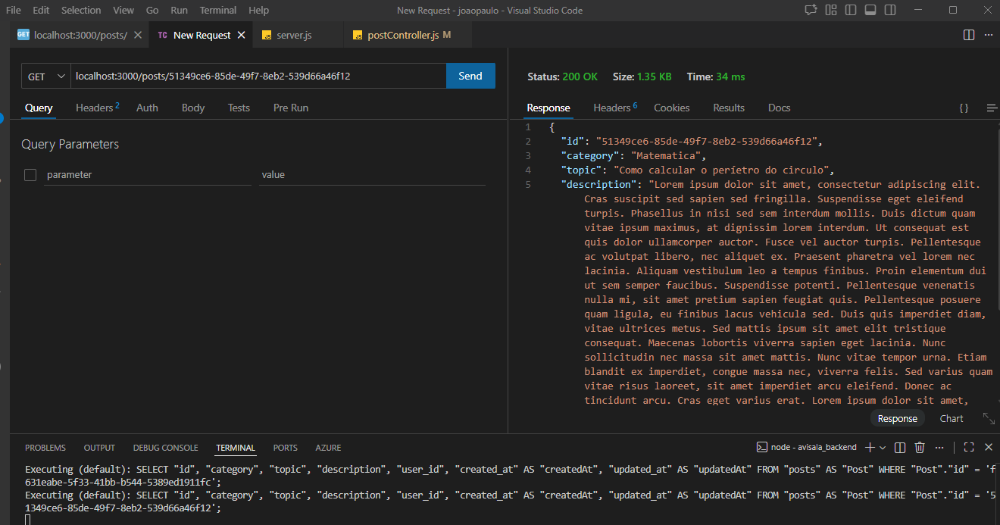 File Edit Selection View Go Run Terminal Help New Request - joaopaulo - Visual Studio Code
GET localhost:3000/posts/ TC New Request JS server.js JS postController.js M
GET localhost:3000/posts/51349ce6-85de-49f7-8eb2-539d66a46f12 Send
Query Headers 2 Auth Body Tests Pre Run
Query Parameters
parameter value
Status: 200 OK Size: 1.35 KB Time: 34 ms
Response Headers 6 Cookies Results Docs {}
1 {
2 "id": "51349ce6-85de-49f7-8eb2-539d66a46f12",
3 "category": "Matematica",
4 "topic": "Como calcular o períetro do circulo",
5 "description": "Lorem ipsum dolor sit amet, consectetur adipiscing elit.
Cras suscipit sed sapien sed fringilla. Suspendisse eget eleifend
turpis. Phasellus in nisi sed sem interdum mollis. Duis dictum quam
vitae ipsum maximus, at dignissim lorem interdum. Ut consequat est
quis dolor ullamcorper auctor. Fusce vel auctor turpis. Pellentesque
ac volutpat libero, nec aliquet ex. Praesent pharetra vel lorem nec
lacinia. Aliquam vestibulum leo a tempus finibus. Proin elementum dui
ut sem semper faucibus. Suspendisse potenti. Pellentesque venenatis
nulla mi, sit amet pretium sapien feugiat quis. Pellentesque posuere
quam ligula, eu finibus lacus vehicula sed. Duis quis imperdiet diam,
vitae ultrices metus. Sed mattis ipsum sit amet elit tristique
consequat. Maecenas lobortis viverra sapien eget lacinia. Nunc
sollicitudin nec massa sit amet mattis. Nunc vitae tempor urna. Etiam
blandit ex imperdiet, congue massa nec, viverra felis. Sed varius quam
vitae risus laoreet, sit amet imperdiet arcu eleifend. Donec ac
tincidunt arcu. Cras eget varius erat. Lorem ipsum dolor sit amet,
Response Chart
PROBLEMS OUTPUT DEBUG CONSOLE TERMINAL PORTS AZURE node - avisala_backend
Executing (default): SELECT "id", "category", "topic", "description", "user_id", "created_at" AS "createdAt", "updated_at" AS "updatedAt" FROM "posts" AS "Post" WHERE "Post"."id" = 'f
631eabe-5f33-41bb-b544-5389ed1911fc';
Executing (default): SELECT "id", "category", "topic", "description", "user_id", "created_at" AS "createdAt", "updated_at" AS "updatedAt" FROM "posts" AS "Post" WHERE "Post"."id" = '5
1349ce6-85de-49f7-8eb2-539d66a46f12';